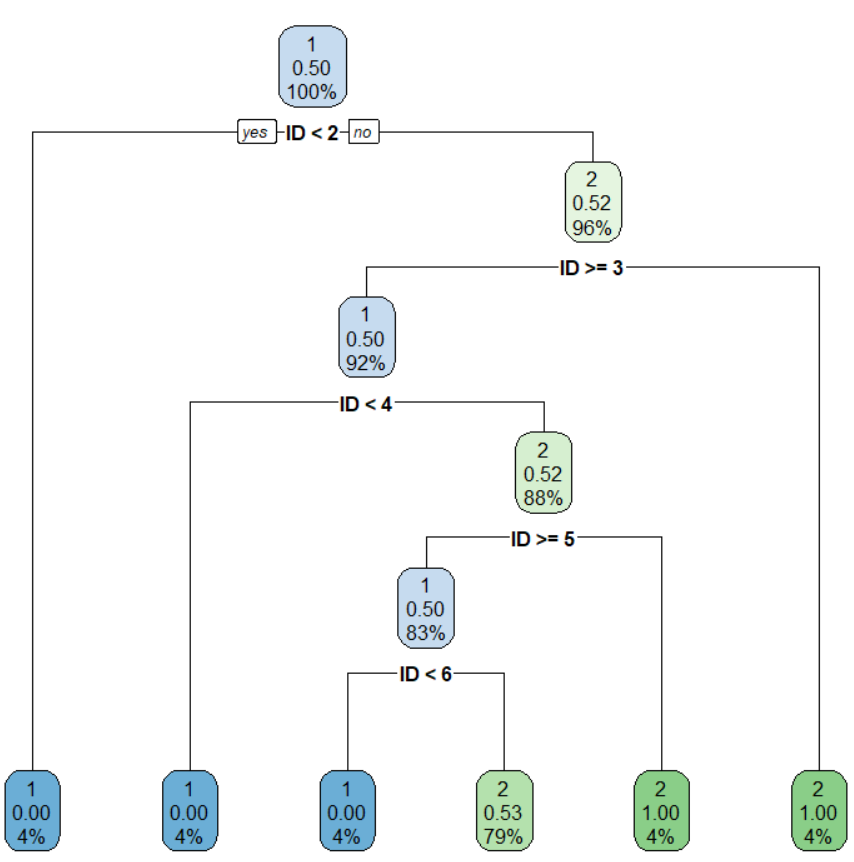 1
0.50
100%
yes ID < 2 no
2
0.52
96%
ID >= 3
1
0.50
92%
ID < 4
2
0.52
88%
ID >= 5
1
0.50
83%
ID < 6
1 1 1 2 2 2
0.00 0.00 0.00 0.53 1.00 1.00
4% 4% 4% 79% 4% 4%